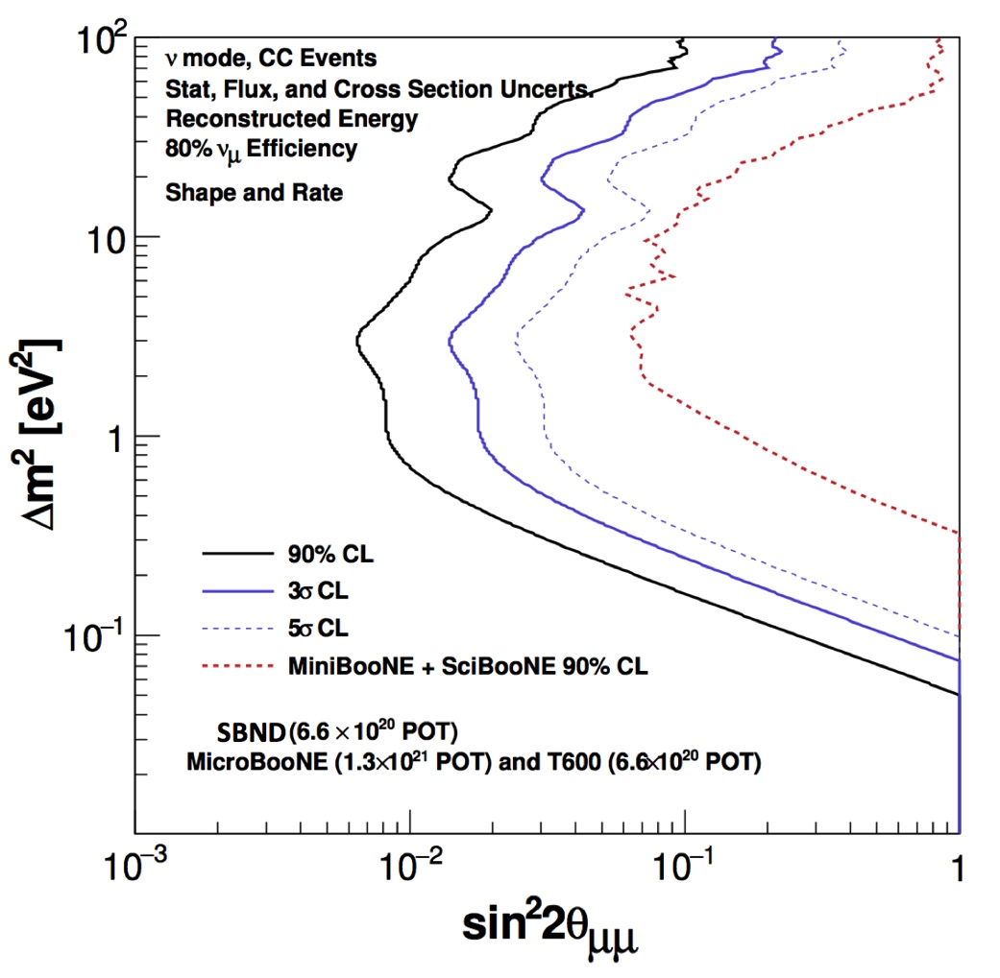 10²
ν mode, CC Events
Stat, Flux, and Cross Section Uncerts.
Reconstructed Energy
80% νμ Efficiency
Shape and Rate
10
1
10⁻¹
Δm² [eV²]
90% CL
3σ CL
5σ CL
MiniBooNE + SciBooNE 90% CL
SBND (6.6 × 10²⁰ POT)
MicroBooNE (1.3×10²¹ POT) and T600 (6.6×10²⁰ POT)
10⁻³ 10⁻² 10⁻¹ 1
sin²2θμμ